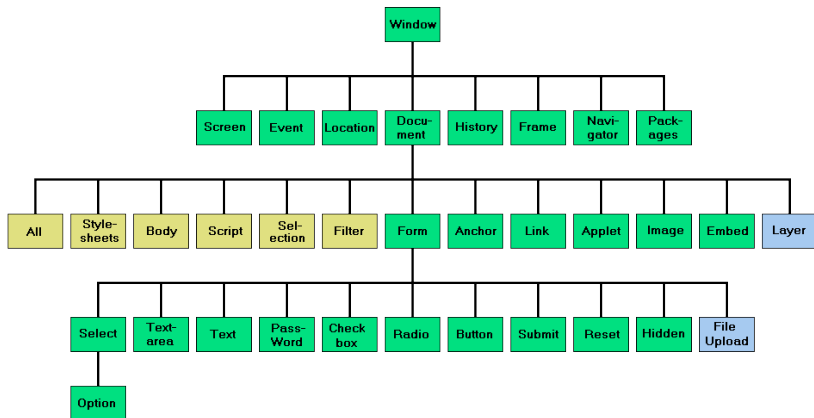 Window
Screen
Event
Location
Docu-
ment
History
Frame
Navi-
gator
Pack-
ages
All
Style-
sheets
Body
Script
Sel-
ection
Filter
Form
Anchor
Link
Applet
Image
Embed
Layer
Select
Text-
area
Text
Pass-
Word
Check
box
Radio
Button
Submit
Reset
Hidden
File
Upload
Option